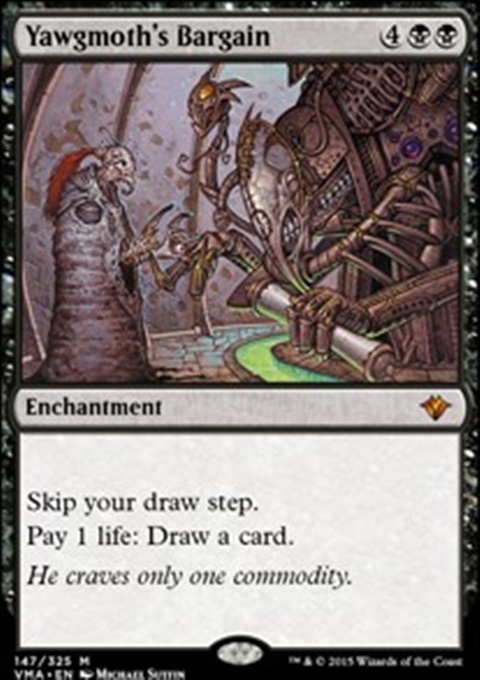 Yawgmoth's Bargain 4
Enchantment
Skip your draw step.
Pay 1 life: Draw a card.
He craves only one commodity.
147/325 M
VMA • EN Michael Sutfin
™ & © 2015 Wizards of the Coast